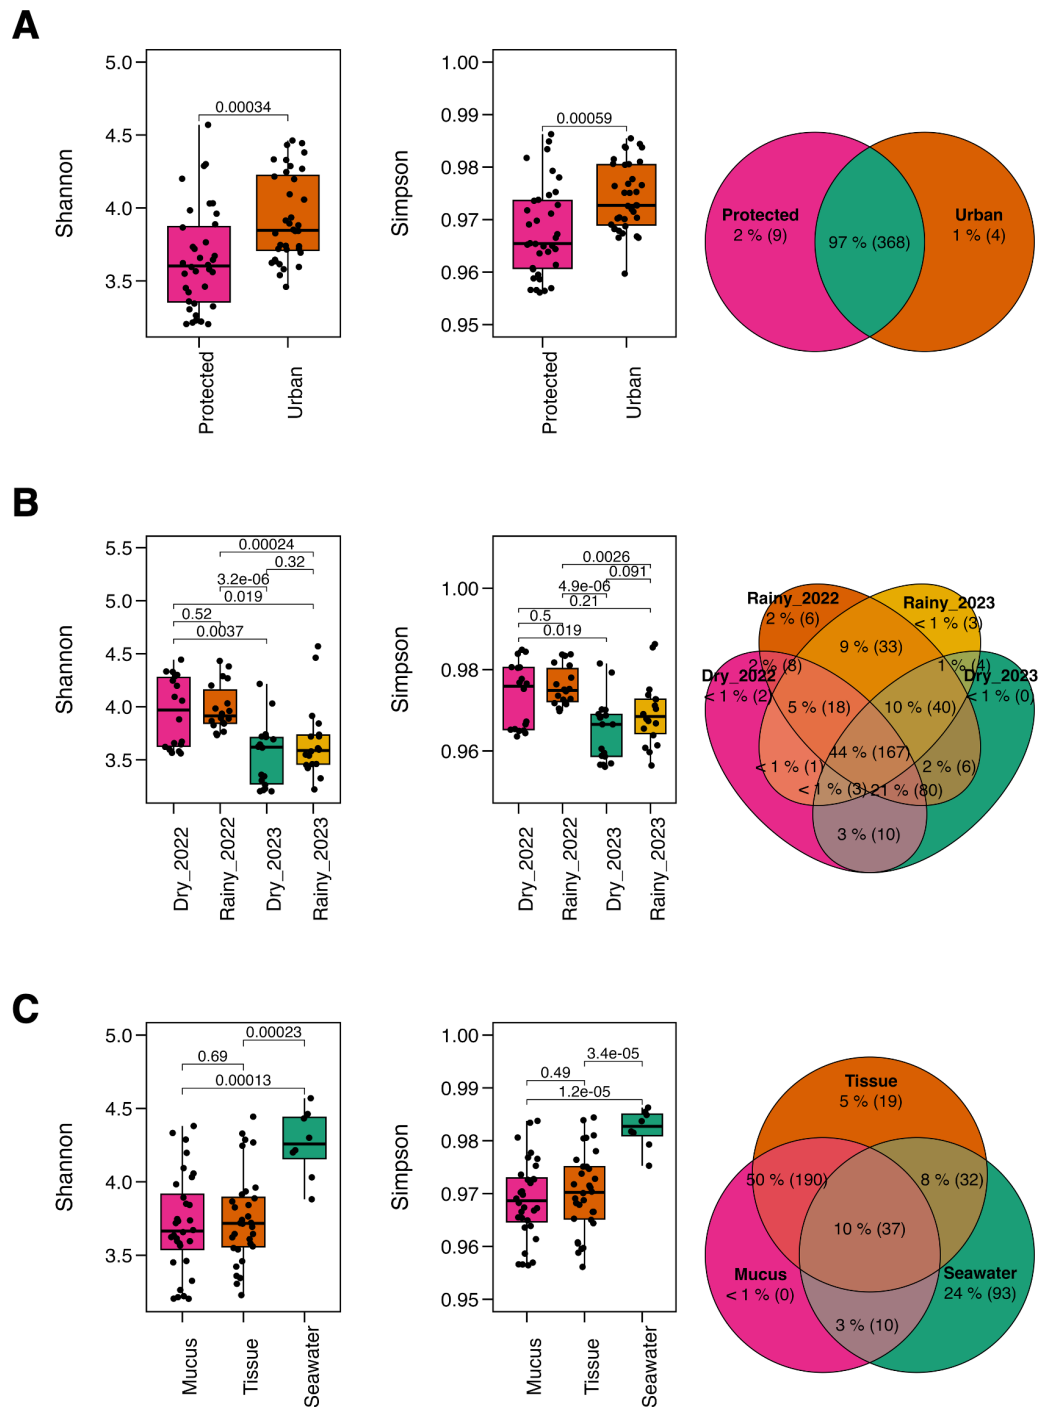 A
Shannon
5.0
4.5
4.0
3.5
0.00034
Protected
Urban
Simpson
1.00
0.99
0.98
0.97
0.96
0.95
0.00059
Protected
Urban
Protected
2 % (9)
97 % (368)
Urban
1 % (4)
B
Shannon
5.5
5.0
4.5
4.0
3.5
0.00024
0.32
3.2e-06
0.019
0.52
0.0037
Dry_2022
Rainy_2022
Dry_2023
Rainy_2023
Simpson
1.00
0.98
0.96
0.0026
0.091
4.9e-06
0.21
0.5
0.019
Dry_2022
Rainy_2022
Dry_2023
Rainy_2023
Rainy_2022
2 % (6)
Rainy_2023
< 1 % (3)
9 % (33)
2 % (8)
1 % (4)
Dry_2022
< 1 % (2)
Dry_2023
< 1 % (0)
5 % (18)
10 % (40)
44 % (167)
< 1 % (1)
2 % (6)
< 1 % (3)
21 % (80)
3 % (10)
C
Shannon
5.0
4.5
4.0
3.5
0.00023
0.69
0.00013
Mucus
Tissue
Seawater
Simpson
1.00
0.99
0.98
0.97
0.96
0.95
3.4e-05
0.49
1.2e-05
Mucus
Tissue
Seawater
Tissue
5 % (19)
50 % (190)
8 % (32)
10 % (37)
Mucus
< 1 % (0)
Seawater
24 % (93)
3 % (10)